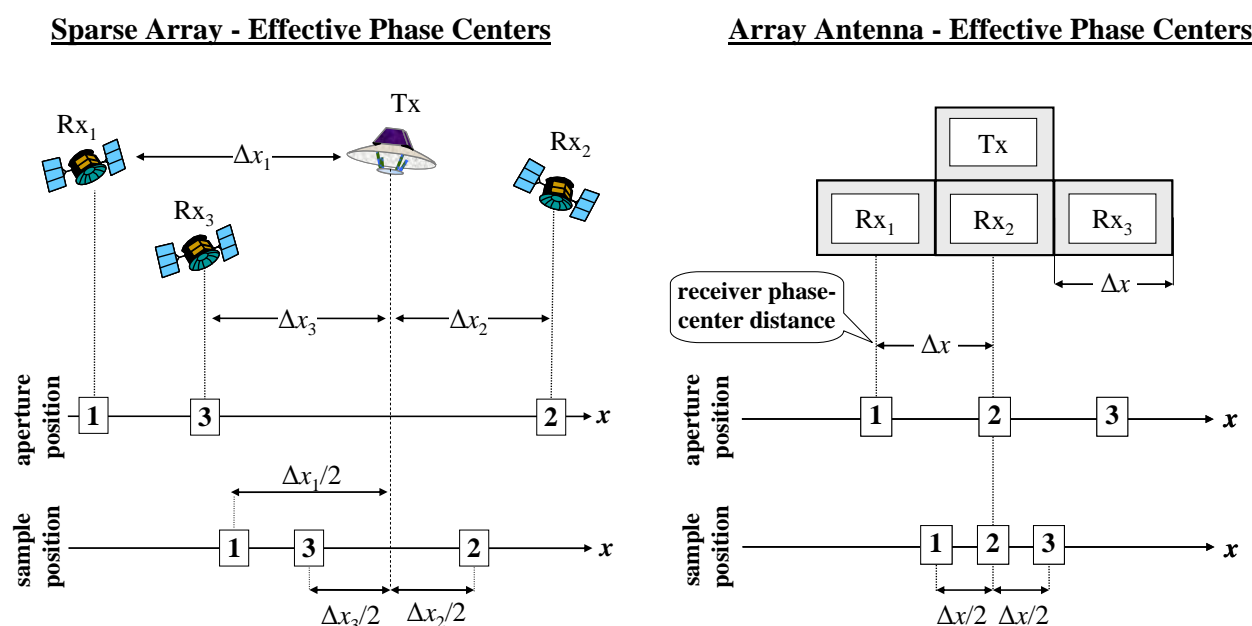 Sparse Array - Effective Phase Centers
Tx
Rx₁
Δx₁
Rx₂
Rx₃
Δx₃
Δx₂
aperture
position
1
3
2
x
Δx₁/2
sample
position
1
3
2
x
Δx₃/2
Δx₂/2
Array Antenna - Effective Phase Centers
Tx
Rx₁
Rx₂
Rx₃
Δx
receiver phase-
center distance
Δx
aperture
position
1
2
3
x
sample
position
1
2
3
x
Δx/2
Δx/2